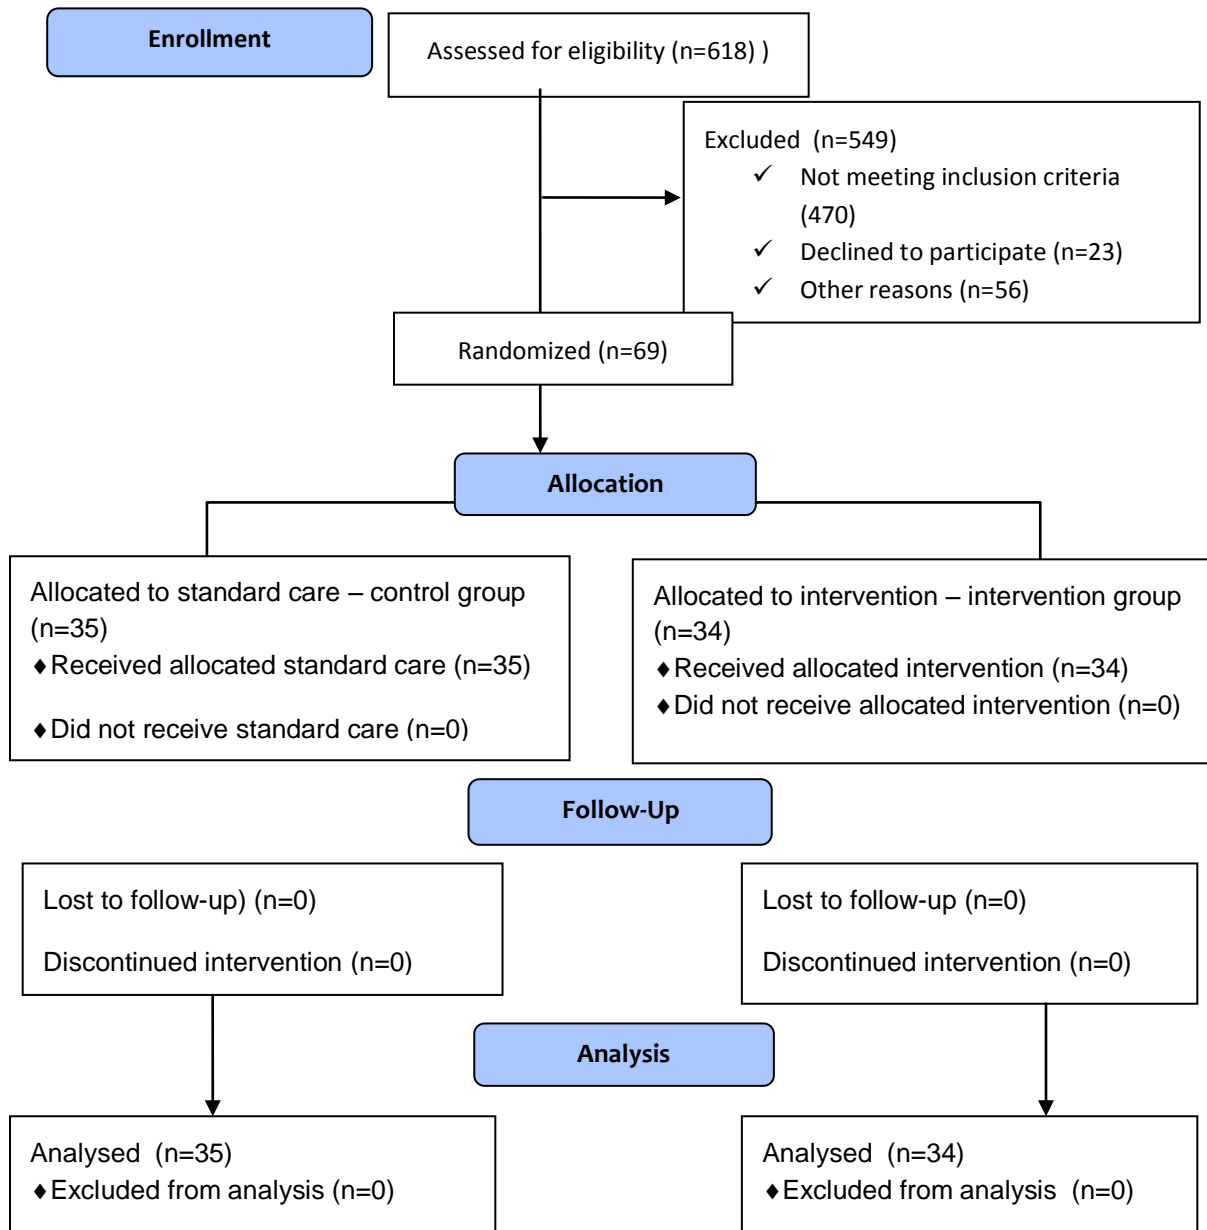 Enrollment
Assessed for eligibility (n=618) )
Excluded  (n=549)
✓ Not meeting inclusion criteria
(470)
✓ Declined to participate (n=23)
✓ Other reasons (n=56)
Randomized (n=69)
Allocation
Allocated to standard care – control group
(n=35)
♦Received allocated standard care (n=35)
♦Did not receive standard care (n=0)
Allocated to intervention – intervention group
(n=34)
♦Received allocated intervention (n=34)
♦Did not receive allocated intervention (n=0)
Follow-Up
Lost to follow-up) (n=0)
Discontinued intervention (n=0)
Lost to follow-up (n=0)
Discontinued intervention (n=0)
Analysis
Analysed  (n=35)
♦Excluded from analysis (n=0)
Analysed  (n=34)
♦Excluded from analysis  (n=0)